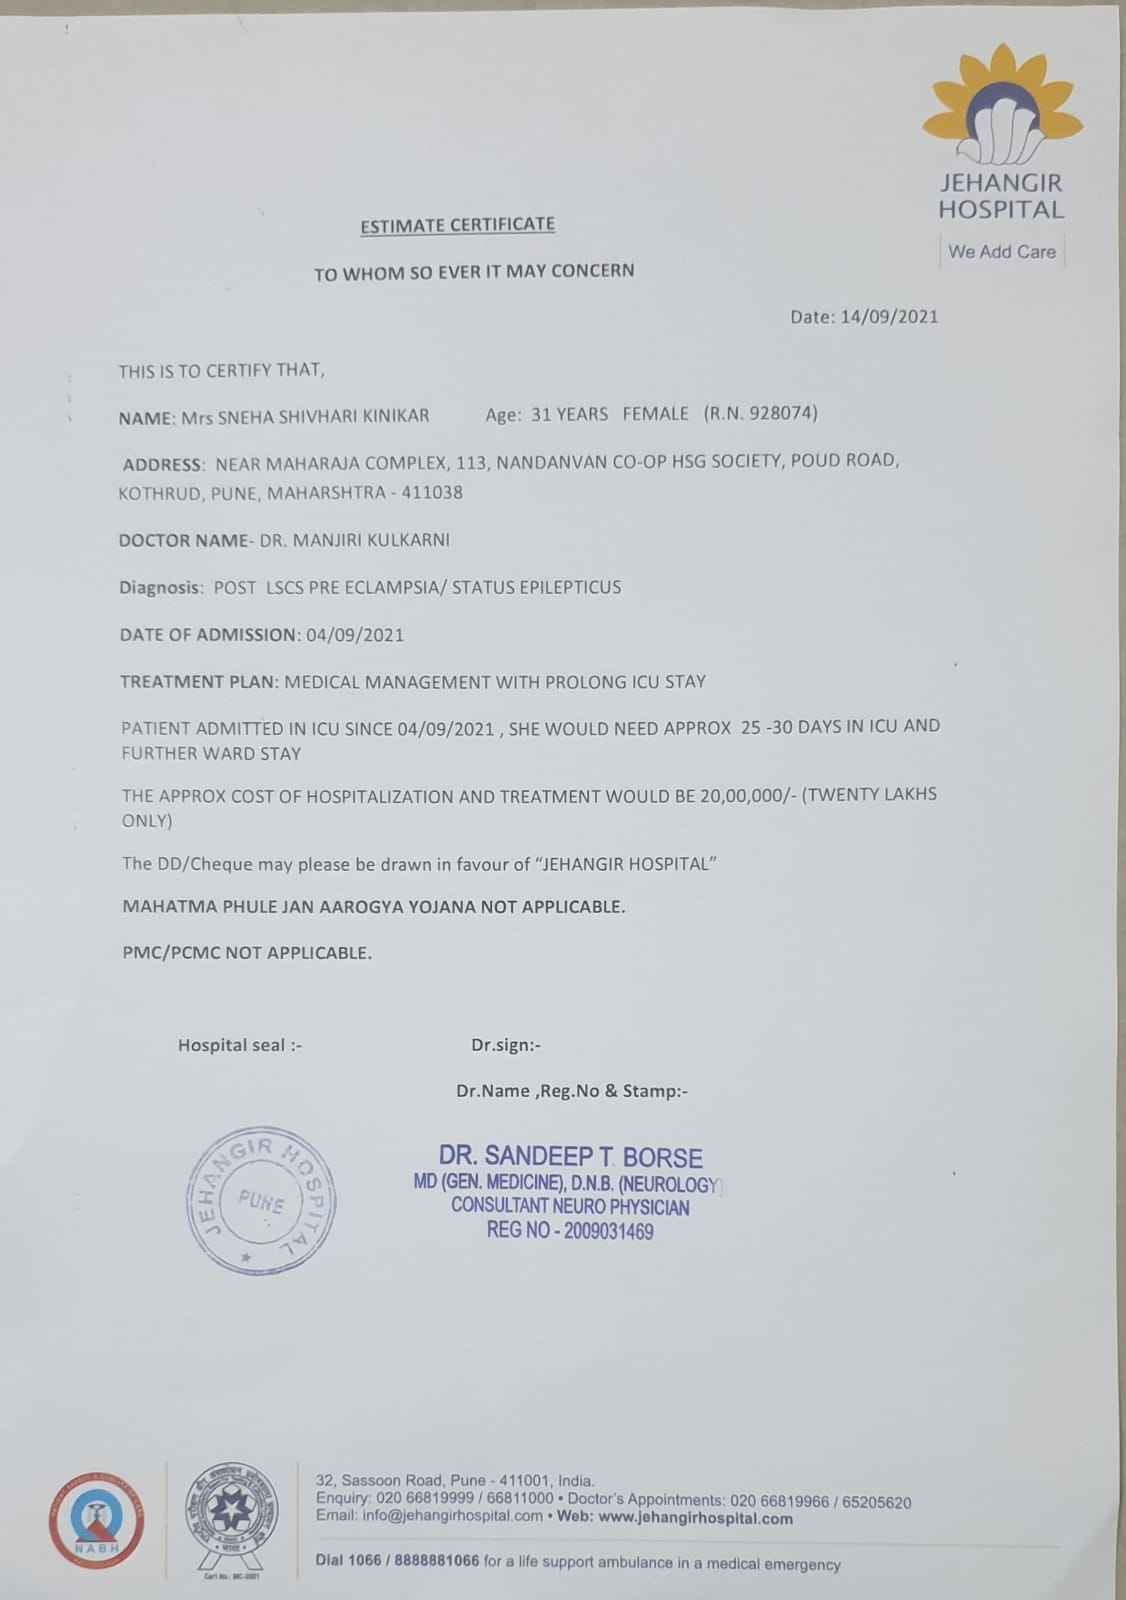 JEHANGIR
HOSPITAL
We Add Care
ESTIMATE CERTIFICATE
TO WHOM SO EVER IT MAY CONCERN
Date: 14/09/2021
THIS IS TO CERTIFY THAT,
NAME: Mrs SNEHA SHIVHARI KINIKAR Age: 31 YEARS FEMALE (R.N. 928074)
ADDRESS: NEAR MAHARAJA COMPLEX, 113, NANDANVAN CO-OP HSG SOCIETY, POUD ROAD,
KOTHRUD, PUNE, MAHARSHTRA - 411038
DOCTOR NAME- DR. MANJIRI KULKARNI
Diagnosis: POST LSCS PRE ECLAMPSIA/ STATUS EPILEPTICUS
DATE OF ADMISSION: 04/09/2021
TREATMENT PLAN: MEDICAL MANAGEMENT WITH PROLONG ICU STAY
PATIENT ADMITTED IN ICU SINCE 04/09/2021 , SHE WOULD NEED APPROX 25 -30 DAYS IN ICU AND
FURTHER WARD STAY
THE APPROX COST OF HOSPITALIZATION AND TREATMENT WOULD BE 20,00,000/- (TWENTY LAKHS
ONLY)
The DD/Cheque may please be drawn in favour of “JEHANGIR HOSPITAL”
MAHATMA PHULE JAN AAROGYA YOJANA NOT APPLICABLE.
PMC/PCMC NOT APPLICABLE.
Hospital seal :- Dr.sign:-
Dr.Name ,Reg.No & Stamp:-
JEHANGIR HOSPITAL
PUNE
DR. SANDEEP T. BORSE
MD (GEN. MEDICINE), D.N.B. (NEUROLOGY)
CONSULTANT NEURO PHYSICIAN
REG NO - 2009031469
NABH
32, Sassoon Road, Pune - 411001, India.
Enquiry: 020 66819999 / 66811000 • Doctor's Appointments: 020 66819966 / 65205620
Email: info@jehangirhospital.com • Web: www.jehangirhospital.com
Dial 1066 / 8888881066 for a life support ambulance in a medical emergency